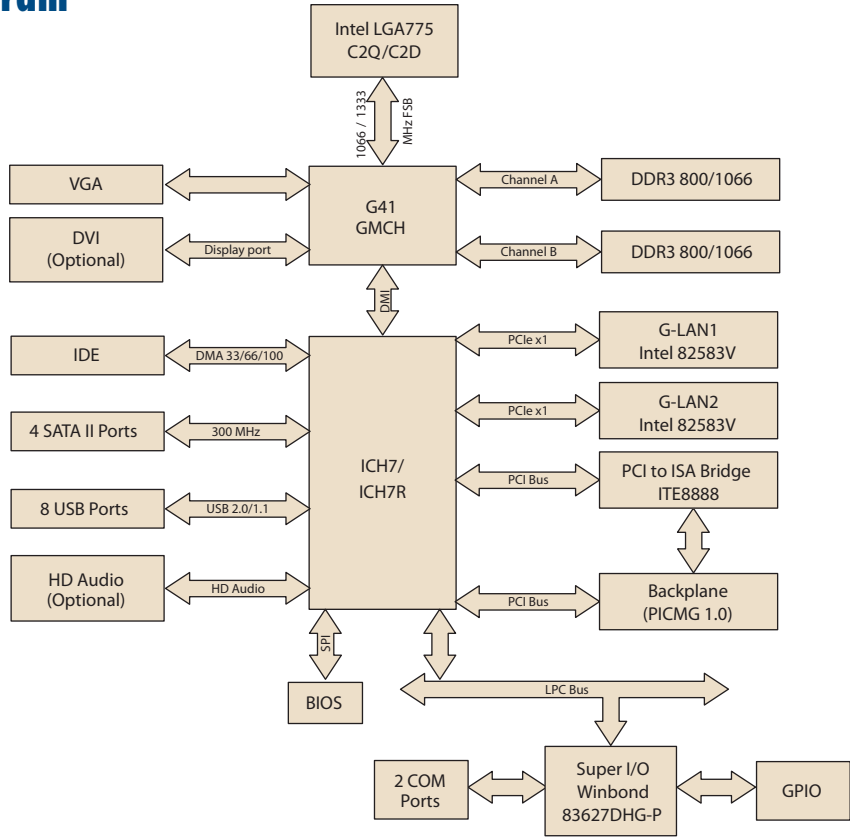 Intel LGA775
C2Q/C2D
1066 / 1333
MHz FSB
VGA
G41
GMCH
Channel A
DDR3 800/1066
DVI
(Optional)
Display port
Channel B
DDR3 800/1066
DMI
IDE
DMA 33/66/100
PCIe x1
G-LAN1
Intel 82583V
4 SATA II Ports
300 MHz
PCIe x1
G-LAN2
Intel 82583V
ICH7/
ICH7R
PCI Bus
PCI to ISA Bridge
ITE8888
8 USB Ports
USB 2.0/1.1
HD Audio
(Optional)
HD Audio
PCI Bus
Backplane
(PICMG 1.0)
SPI
BIOS
LPC Bus
2 COM
Ports
Super I/O
Winbond
83627DHG-P
GPIO